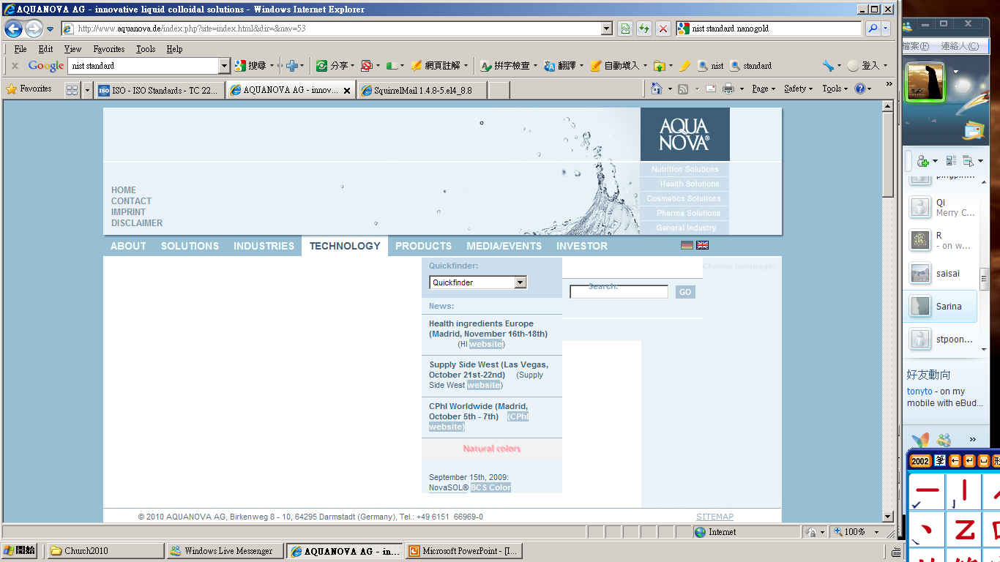 AQUANOVA AG - innovative liquid colloidal solutions - Windows Internet Explorer
http://www.aquanova.de/index.php?site=index.html&dir=&nav=53
nist standard nanogold
File Edit View Favorites Tools Help
檔案(F) 連絡人(C)
Google nist standard 搜尋 分享 網頁註解 拼字檢查 翻譯 自動填入 nist standard 登入
Favorites ISO - ISO Standards - TC 22... AQUANOVA AG - innov... SquirrelMail 1.4.8-5.el4_8.8 Page Safety Tools
AQUA
NOVA®
Nutrition Solutions
Health Solutions
Cosmetics Solutions
Pharma Solutions
General Industry
HOME
CONTACT
IMPRINT
DISCLAIMER
ABOUT SOLUTIONS INDUSTRIES TECHNOLOGY PRODUCTS MEDIA/EVENTS INVESTOR
Quickfinder:
Choose language:
Quickfinder
Search:
GO
News:
Health ingredients Europe
(Madrid, November 16th-18th)
(HI website)
Supply Side West (Las Vegas,
October 21st-22nd) (Supply
Side West website)
CPhI Worldwide (Madrid,
October 5th - 7th) (CPhI
website)
Natural colors
September 15th, 2009:
NovaSOL® BCS Color
© 2010 AQUANOVA AG, Birkenweg 8 - 10, 64295 Darmstadt (Germany), Tel.: +49 6151 66969-0
SITEMAP
Internet 100%
Qi
Merry C...
R
- on w...
saisai
Sarina
stpoon...
好友動向
tonyto - on my
mobile with eBud...
2002 筆
開始 Church2010 Windows Live Messenger AQUANOVA AG - in... Microsoft PowerPoint - [I...